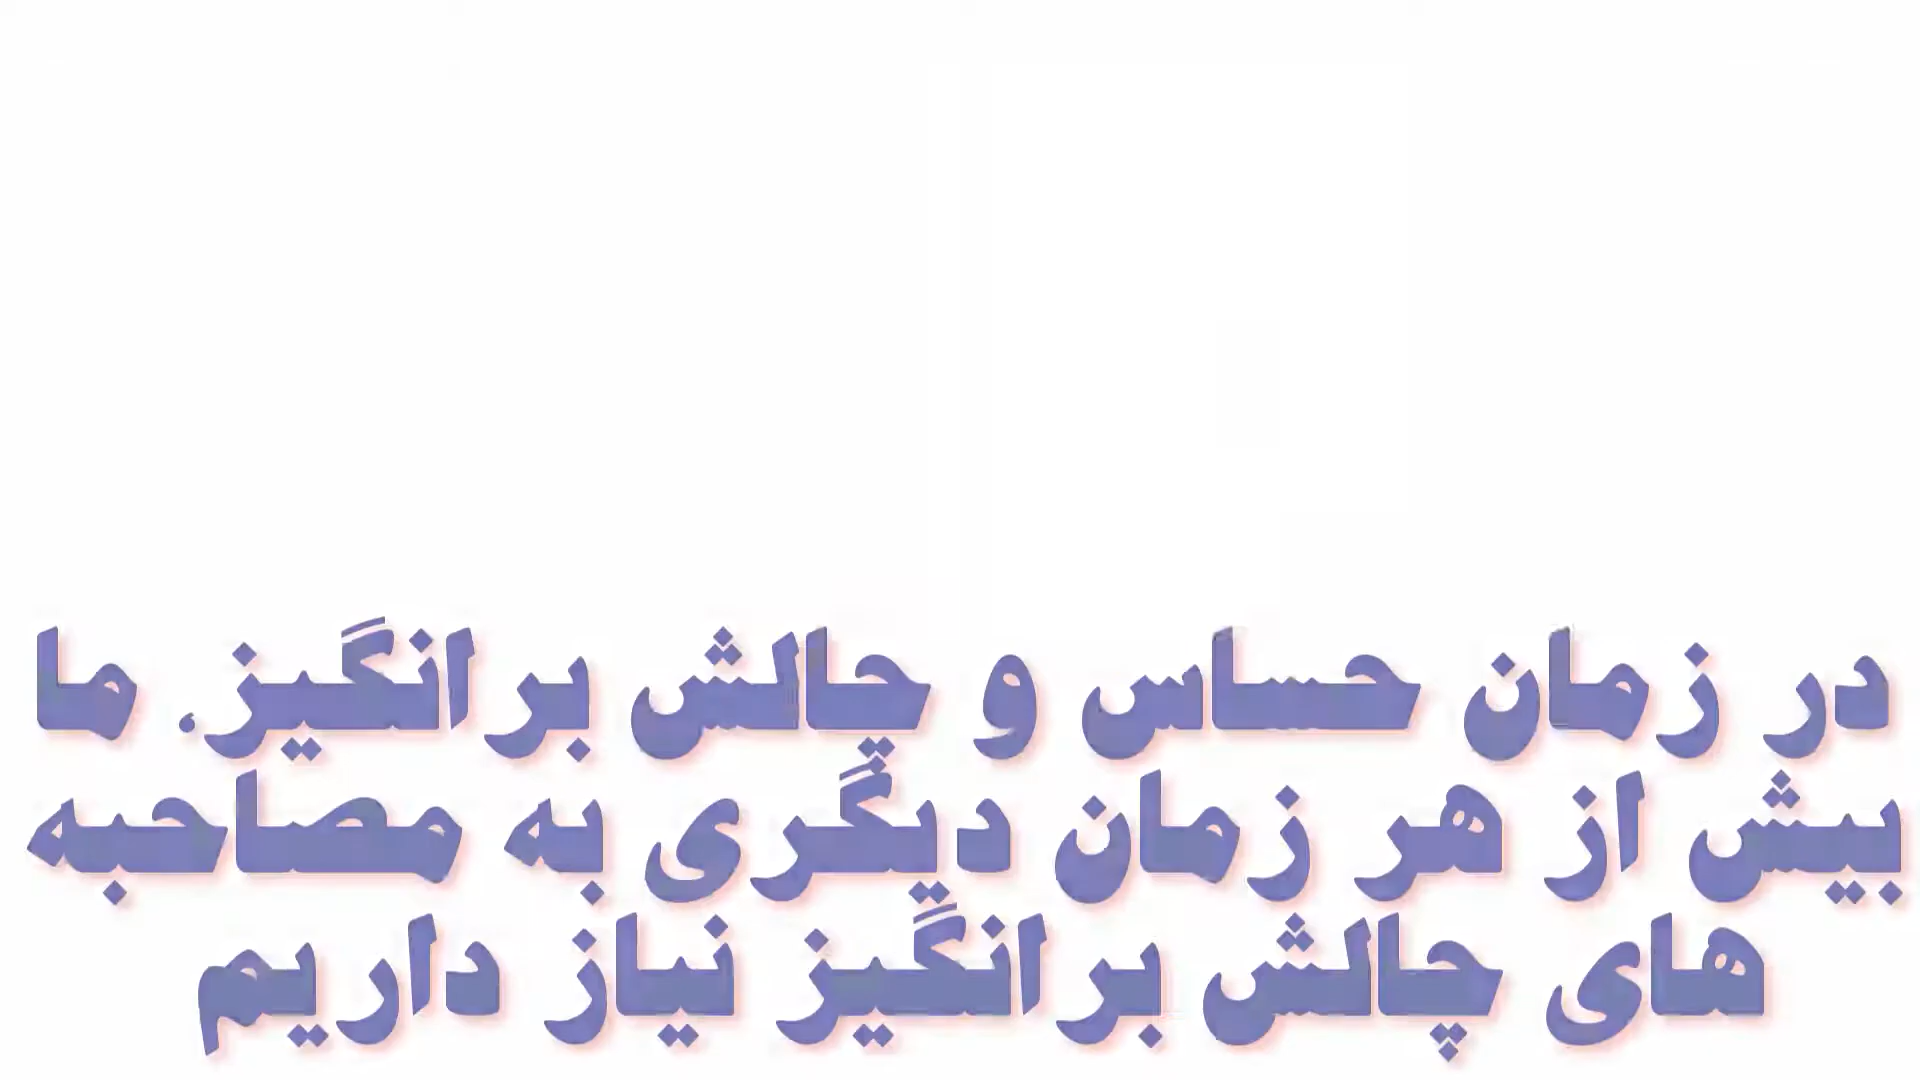 در زمان حساس و چالش برانگیز، ما
بیش از هر زمان دیگری به مصاحبه
های چالش برانگیز نیاز داریم